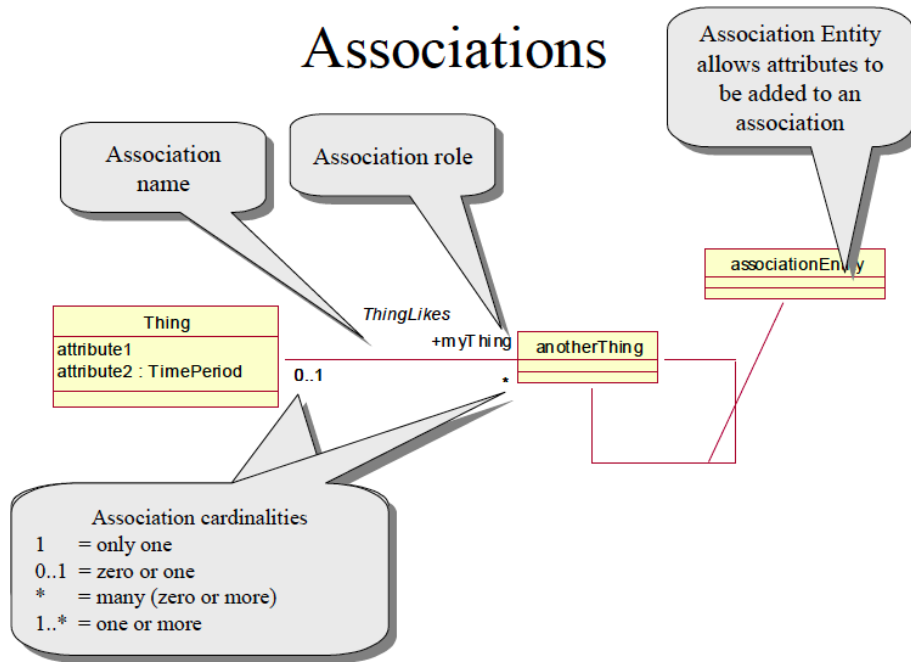 Associations
Association Entity
allows attributes to
be added to an
association
Association
name
Association role
associationEntity
ThingLikes
+myThing
Thing
attribute1
attribute2 : TimePeriod
0..1
*
anotherThing
Association cardinalities
1 = only one
0..1 = zero or one
* = many (zero or more)
1..* = one or more